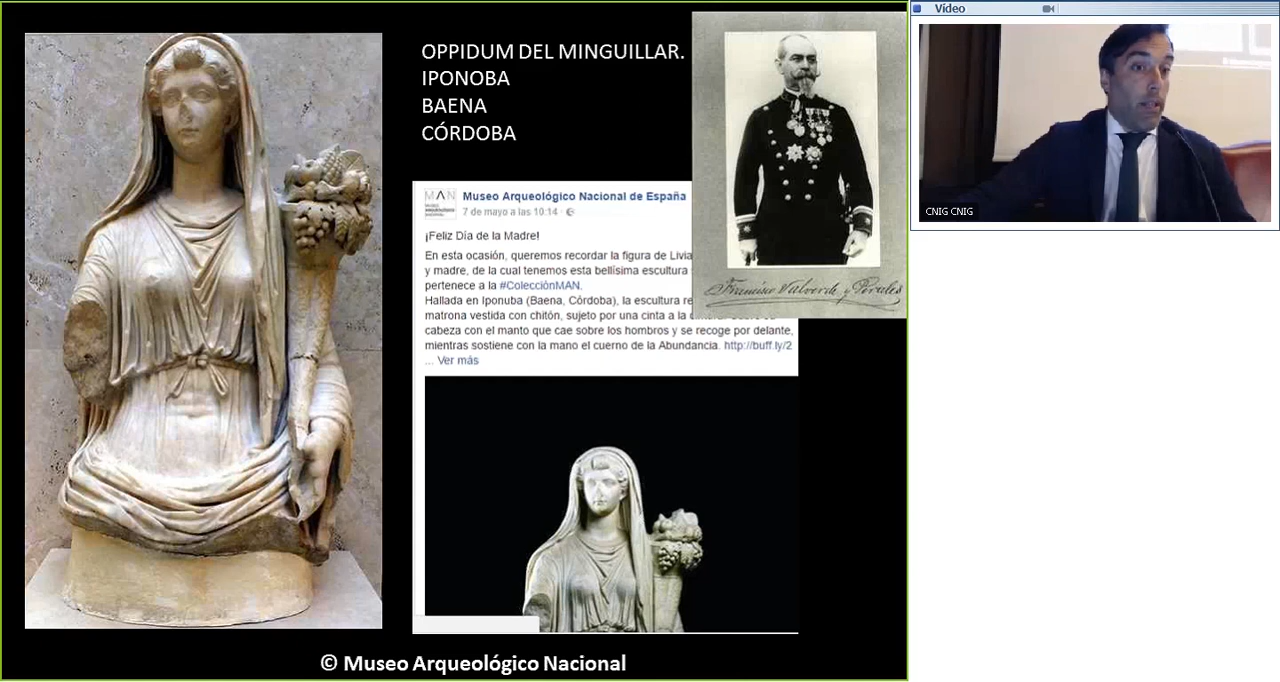 OPPIDUM DEL MINGUILLAR.
IPONOBA
BAENA
CÓRDOBA
MAN
Museo Arqueológico Nacional de España
7 de mayo a las 10:14
¡Feliz Día de la Madre!
En esta ocasión, queremos recordar la figura de Livia
y madre, de la cual tenemos esta bellísima escultura
pertenece a la #ColecciónMAN.
Hallada en Iponuba (Baena, Córdoba), la escultura re
matrona vestida con chitón, sujeto por una cinta a la
cabeza con el manto que cae sobre los hombros y se recoge por delante,
mientras sostiene con la mano el cuerno de la Abundancia. http://buff.ly/2
... Ver más
Francisco Valverde y Perales
© Museo Arqueológico Nacional
Vídeo
CNIG CNIG